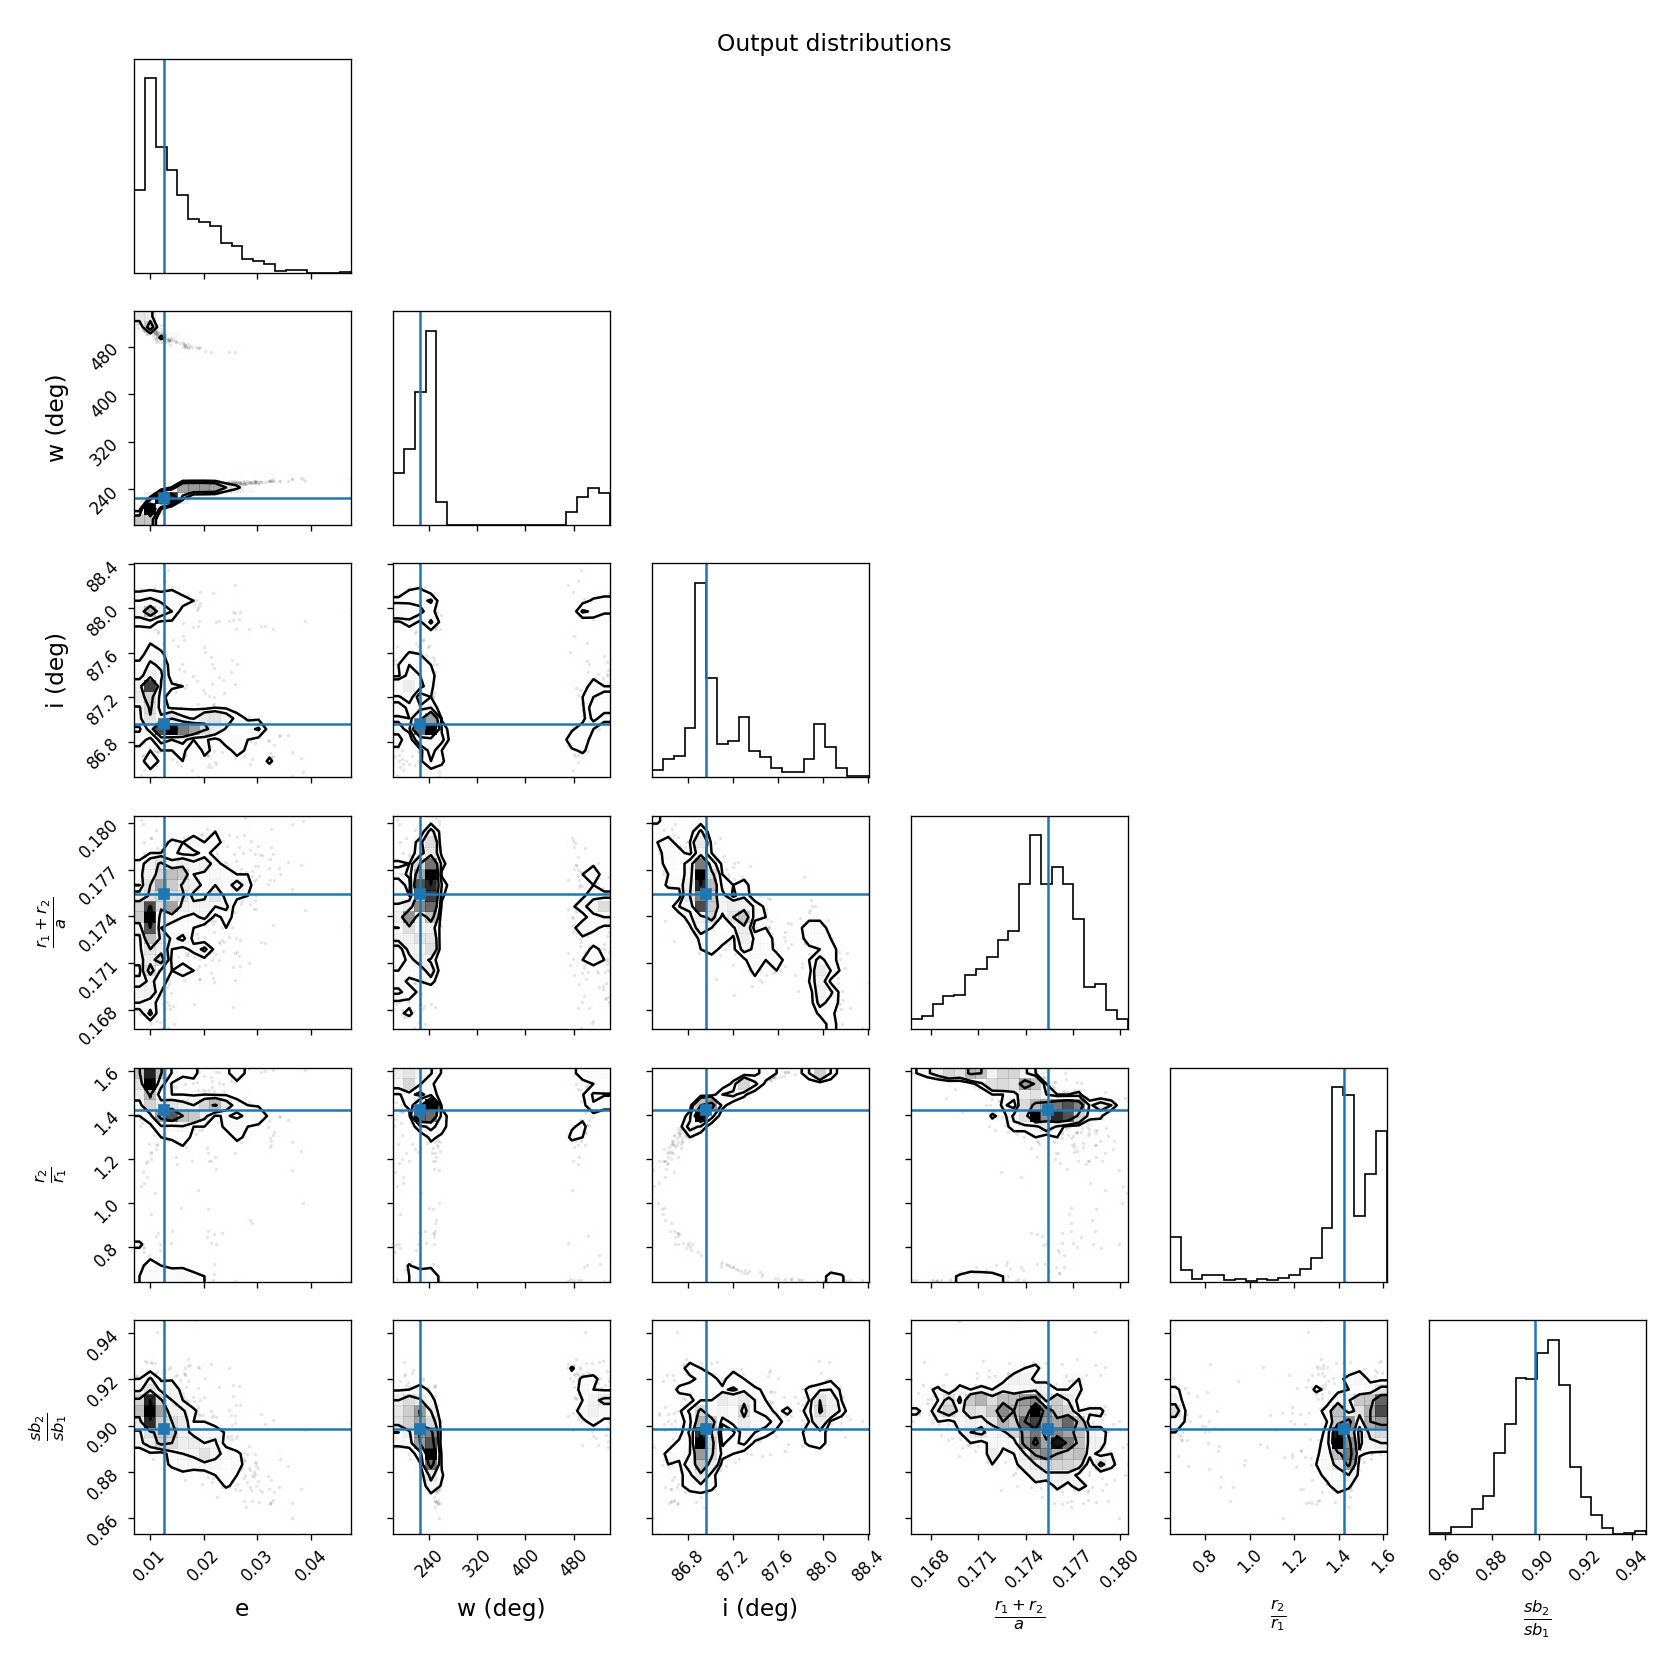 Output distributions
w (deg)
480
400
320
240
i (deg)
88.4
88.0
87.6
87.2
86.8
r₁ + r₂
a
0.180
0.177
0.174
0.171
0.168
r₂
r₁
1.6
1.4
1.2
1.0
0.8
sb₂
sb₁
0.94
0.92
0.90
0.88
0.86
0.01 0.02 0.03 0.04 240 320 400 480 86.8 87.2 87.6 88.0 88.4 0.168 0.171 0.174 0.177 0.180 0.8 1.0 1.2 1.4 1.6 0.86 0.88 0.90 0.92 0.94
e w (deg) i (deg) r₁ + r₂ r₂ sb₂
a r₁ sb₁